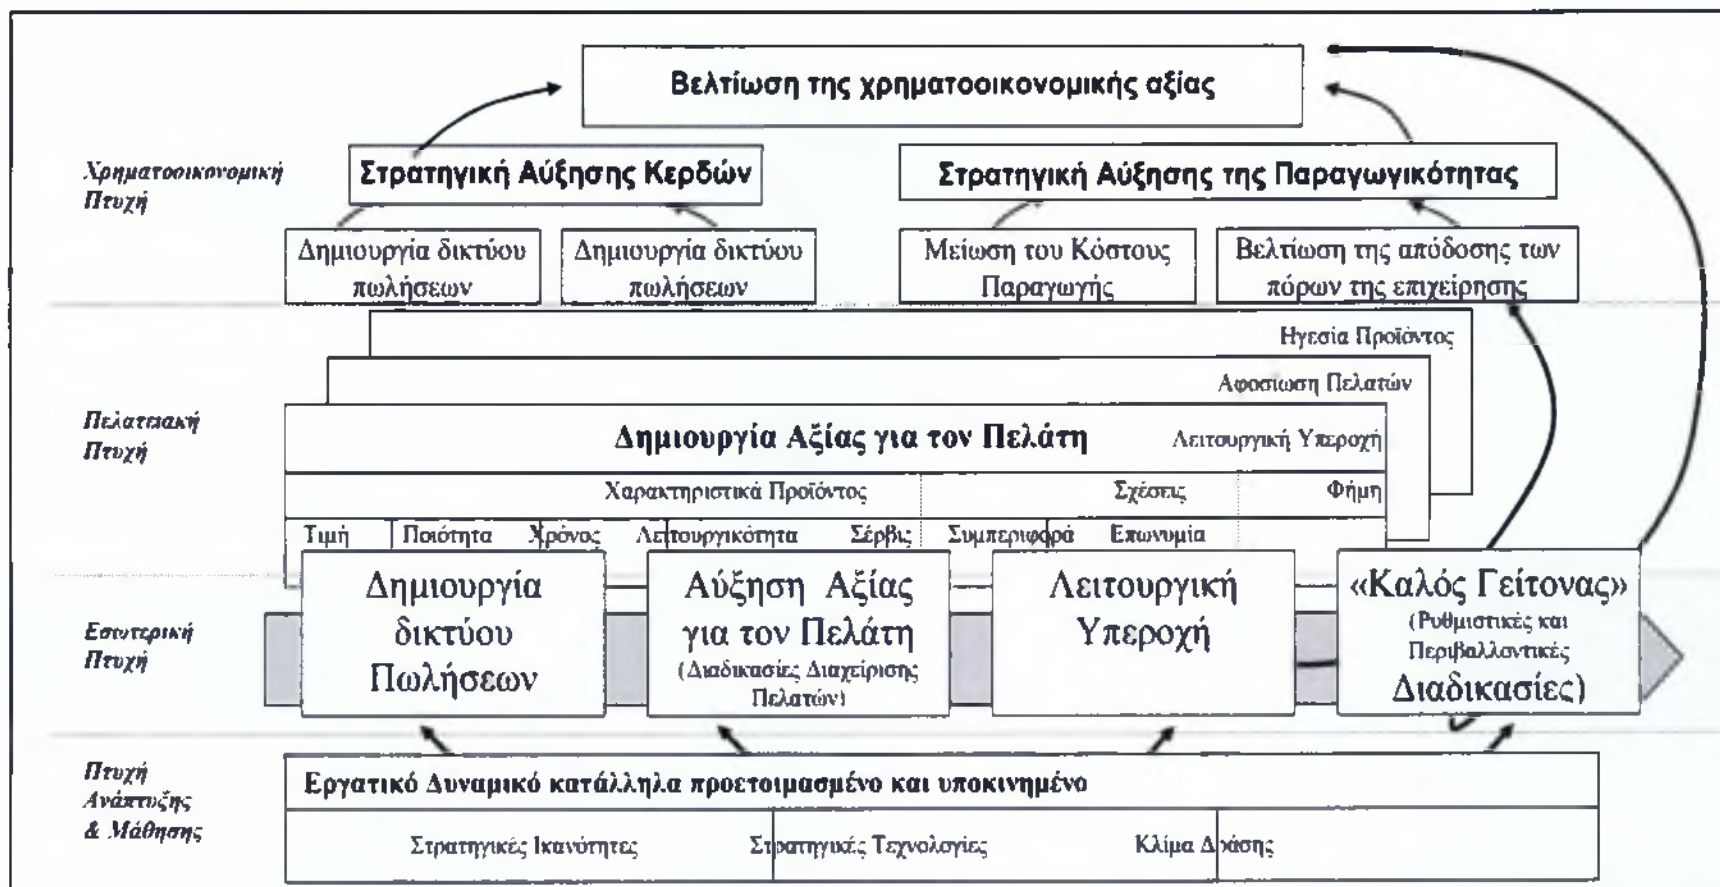 Βελτίωση της χρηματοοικονομικής αξίας
Χρηματοοικονομική
Πτυχή
Στρατηγική Αύξησης Κερδών
Στρατηγική Αύξησης της Παραγωγικότητας
Δημιουργία δικτύου
πωλήσεων
Δημιουργία δικτύου
πωλήσεων
Μείωση του Κόστους
Παραγωγής
Βελτίωση της απόδοσης των
πόρων της επιχείρησης
Ηγεσία Προϊόντος
Αφοσίωση Πελατών
Πελατειακή
Πτυχή
Δημιουργία Αξίας για τον Πελάτη
Λειτουργική Υπεροχή
Χαρακτηριστικά Προϊόντος
Σχέσεις
Φήμη
Τιμή
Ποιότητα
Χρόνος
Λειτουργικότητα
Σέρβις
Συμπεριφορά
Επωνυμία
Εσωτερική
Πτυχή
Δημιουργία
δικτύου
Πωλήσεων
Αύξηση Αξίας
για τον Πελάτη
(Διαδικασίες Διαχείρισης
Πελατών)
Λειτουργική
Υπεροχή
«Καλός Γείτονας»
(Ρυθμιστικές και
Περιβαλλοντικές
Διαδικασίες)
Πτυχή
Ανάπτυξης
& Μάθησης
Εργατικό Δυναμικό κατάλληλα προετοιμασμένο και υποκινημένο
Στρατηγικές Ικανότητες
Στρατηγικές Τεχνολογίες
Κλίμα Δράσης